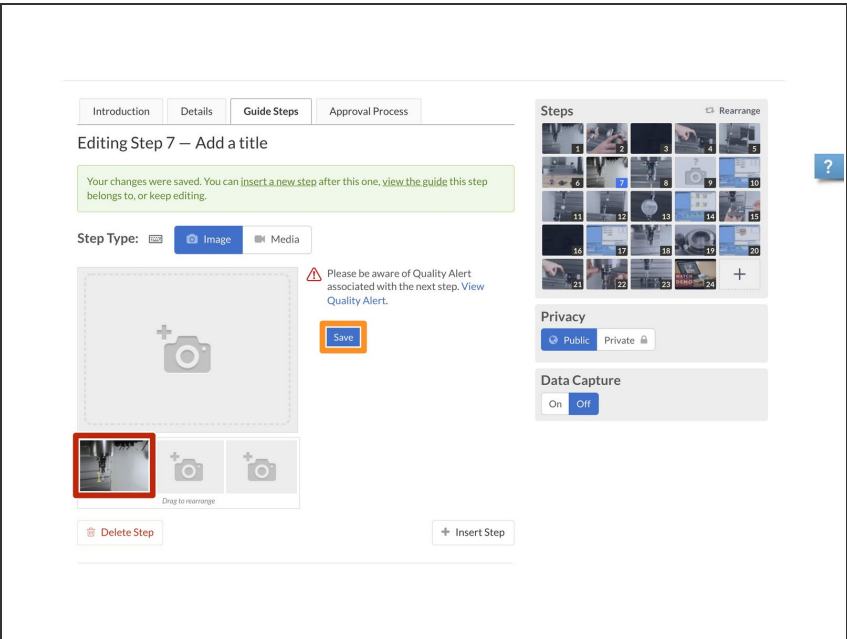 Introduction
Details
Guide Steps
Approval Process
Editing Step 7 — Add a title
Your changes were saved. You can insert a new step after this one, view the guide this step
belongs to, or keep editing.
Step Type:
Image
Media
Please be aware of Quality Alert
associated with the next step. View
Quality Alert.
Save
Drag to rearrange
Delete Step
+ Insert Step
Steps
Rearrange
1
2
3
4
5
6
7
8
?
9
10
11
12
13
14
15
16
17
18
19
20
21
22
23
WATCH
DEMO
24
+
Privacy
Public
Private
Data Capture
On
Off
?